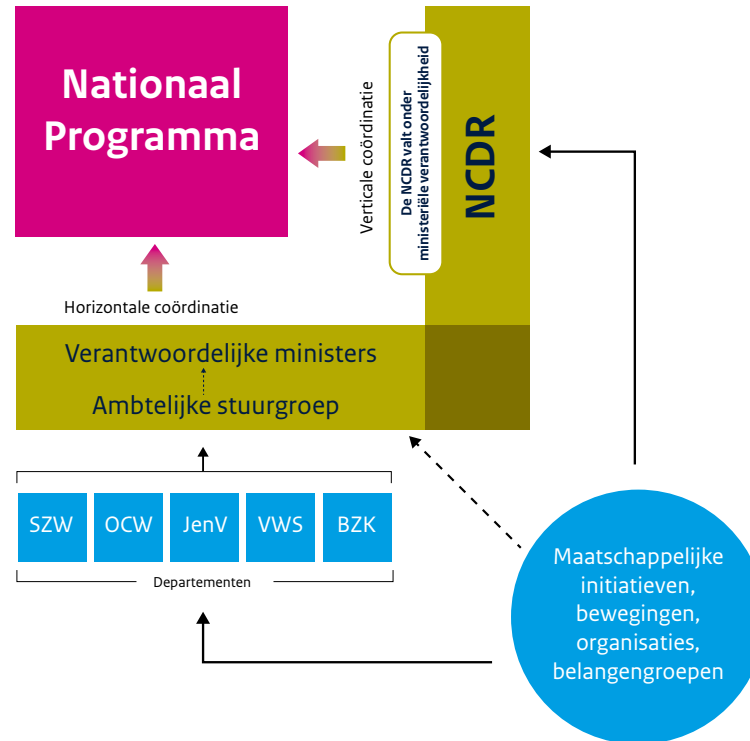 Nationaal
Programma
Verticale coördinatie
De NCDR valt onder
ministeriële verantwoordelijkheid
NCDR
Horizontale coördinatie
Verantwoordelijke ministers
Ambtelijke stuurgroep
SZW
OCW
JenV
VWS
BZK
Departementen
Maatschappelijke
initiatieven,
bewegingen,
organisaties,
belangengroepen